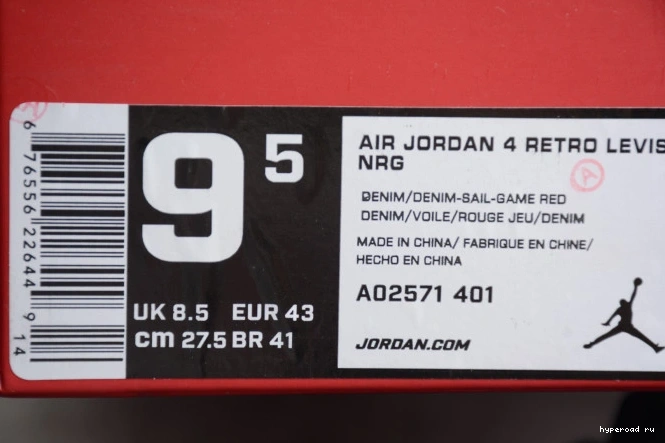 9 5
UK 8.5 EUR 43
cm 27.5 BR 41
AIR JORDAN 4 RETRO LEVIS
NRG
DENIM/DENIM-SAIL-GAME RED
DENIM/VOILE/ROUGE JEU/DENIM
MADE IN CHINA/ FABRIQUE EN CHINE/
HECHO EN CHINA
AO2571 401
JORDAN.COM
6 76556 22644 9 14
A
hyperoad ru